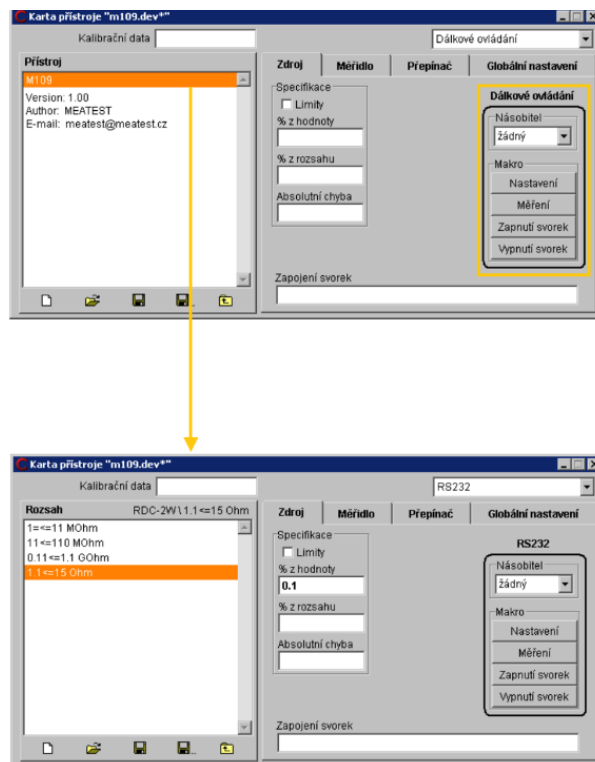 Karta přístroje "m109.dev*"
Kalibrační data
Dálkové ovládání
Přístroj
M109
Version: 1.00
Author: MEATEST
E-mail: meatest@meatest.cz
Zdroj
Měřidlo
Přepínač
Globální nastavení
Specifikace
Limity
% z hodnoty
% z rozsahu
Absolutní chyba
Dálkové ovládání
Násobitel
žádný
Makro
Nastavení
Měření
Zapnutí svorek
Vypnutí svorek
Zapojení svorek
Karta přístroje "m109.dev*"
Kalibrační data
RS232
Rozsah RDC-2W\1.1<=15 Ohm
1=<=11 MOhm
11<=110 MOhm
0.11<=1.1 GOhm
1.1<=15 Ohm
Zdroj
Měřidlo
Přepínač
Globální nastavení
Specifikace
Limity
% z hodnoty
0.1
% z rozsahu
Absolutní chyba
RS232
Násobitel
žádný
Makro
Nastavení
Měření
Zapnutí svorek
Vypnutí svorek
Zapojení svorek